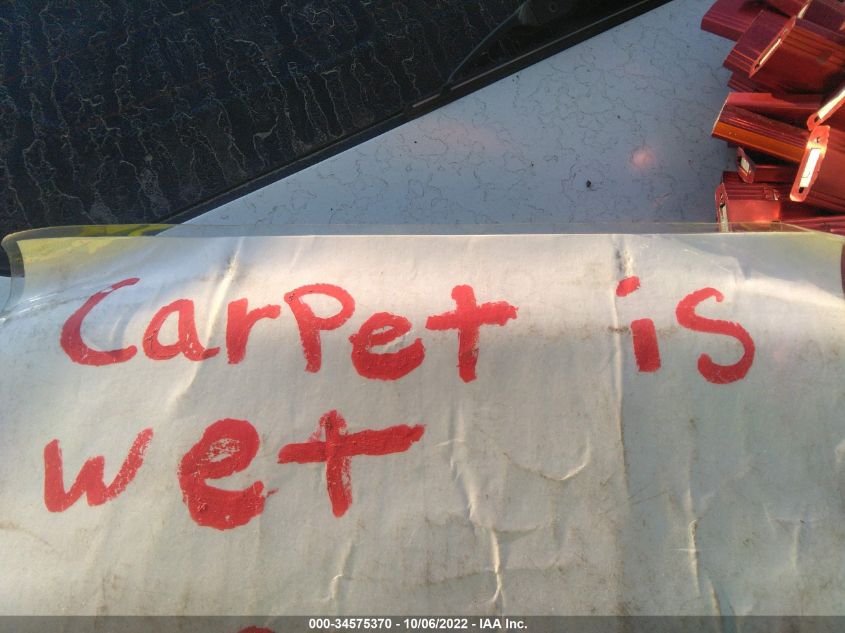 Carpet is
wet
000-34575370 - 10/06/2022 - IAA Inc.